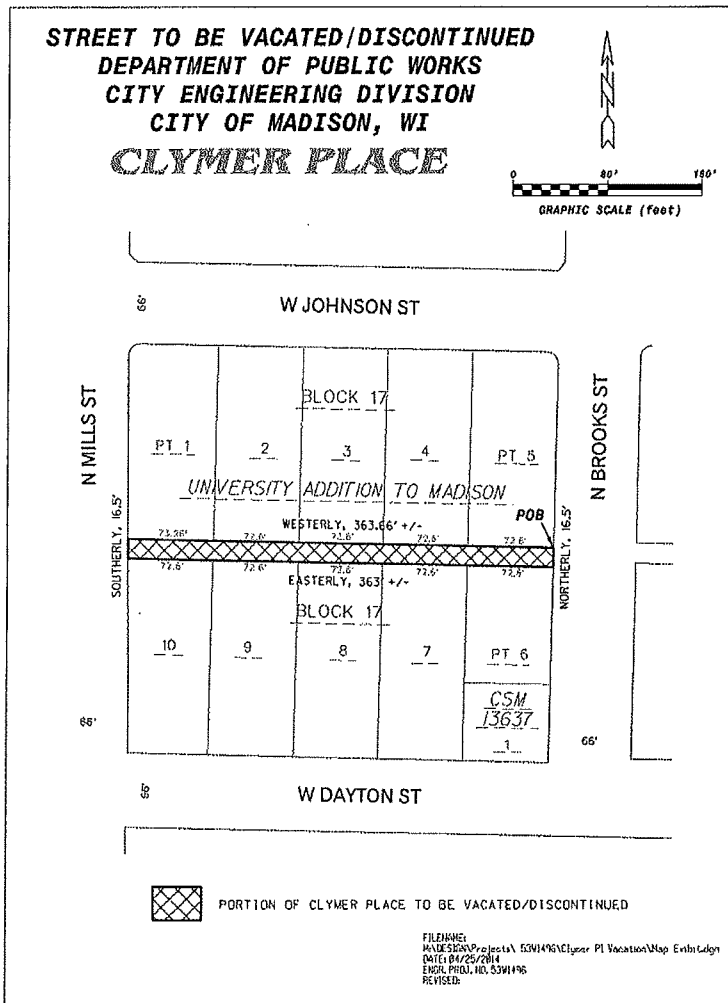 STREET TO BE VACATED/DISCONTINUED
DEPARTMENT OF PUBLIC WORKS
CITY ENGINEERING DIVISION
CITY OF MADISON, WI
CLYMER PLACE
N
0 80' 160'
GRAPHIC SCALE (feet)
66'
W JOHNSON ST
N MILLS ST
N BROOKS ST
BLOCK 17
PT 1 2 3 4 PT 5
UNIVERSITY ADDITION TO MADISON
POB
WESTERLY, 363.66' +/-
SOUTHERLY, 16.5'
NORTHERLY, 16.5'
72.6' 72.6' 72.6'
72.6' 72.6' 72.6' 72.6'
EASTERLY, 363' +/-
BLOCK 17
10 9 8 7 PT 6
CSM
13637
1
66' 66'
66'
W DAYTON ST
PORTION OF CLYMER PLACE TO BE VACATED/DISCONTINUED
FILENAME:
DATE: 04/25/2014
ENGR. PROJ. NO. 53W1496
REVISED: